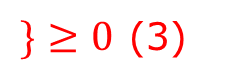 } ≥ 0 (3)